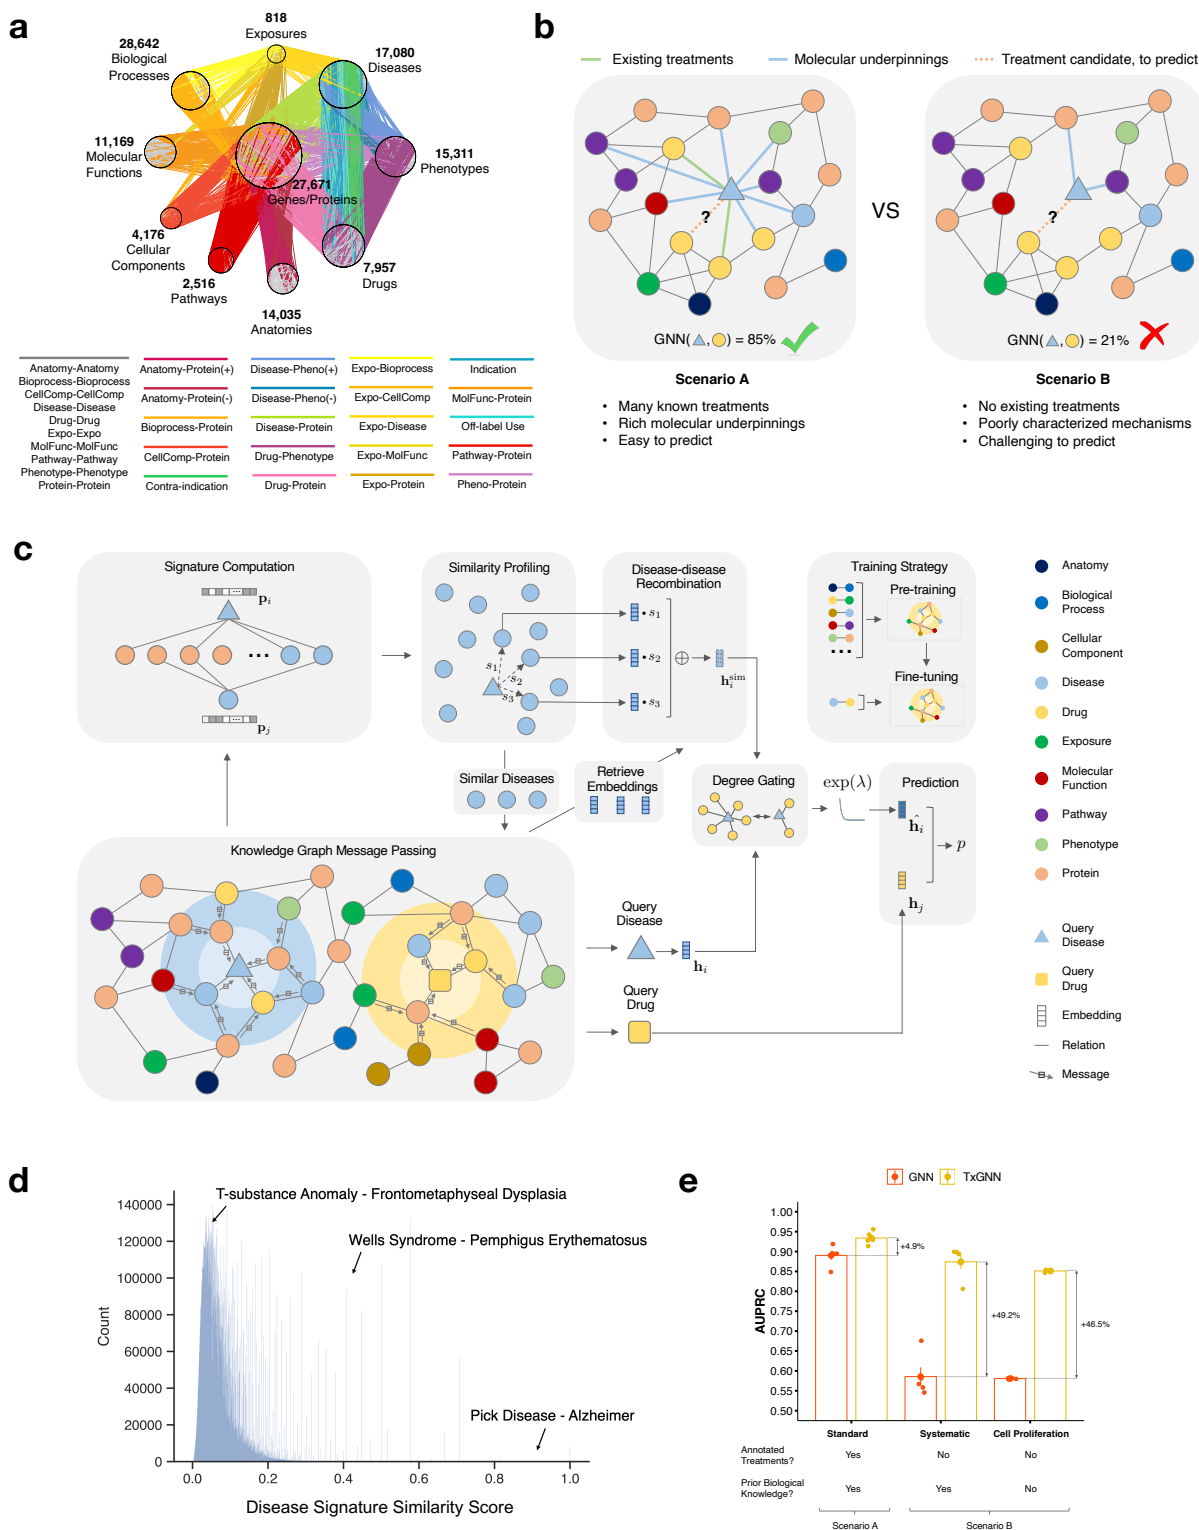 a
818
Exposures
28,642
Biological
Processes
17,080
Diseases
11,169
Molecular
Functions
15,311
Phenotypes
27,671
Genes/Proteins
4,176
Cellular
Components
2,516
Pathways
7,957
Drugs
14,035
Anatomies
Anatomy-Anatomy
Bioprocess-Bioprocess
CellComp-CellComp
Disease-Disease
Drug-Drug
Expo-Expo
MolFunc-MolFunc
Pathway-Pathway
Phenotype-Phenotype
Protein-Protein
Anatomy-Protein(+)
Anatomy-Protein(-)
Bioprocess-Protein
CellComp-Protein
Contra-indication
Disease-Pheno(+)
Disease-Pheno(-)
Disease-Protein
Drug-Phenotype
Drug-Protein
Expo-Bioprocess
Expo-CellComp
Expo-Disease
Expo-MolFunc
Expo-Protein
Indication
MolFunc-Protein
Off-label Use
Pathway-Protein
Pheno-Protein
b
Existing treatments
Molecular underpinnings
Treatment candidate, to predict
?
GNN( , ) = 85%
VS
?
GNN( , ) = 21%
Scenario A
• Many known treatments
• Rich molecular underpinnings
• Easy to predict
Scenario B
• No existing treatments
• Poorly characterized mechanisms
• Challenging to predict
c
Signature Computation
p_i
...
p_j
Similarity Profiling
s_1
s_2
s_3
Disease-disease
Recombination
• s_1
• s_2
• s_3
⊕
h_i^sim
Training Strategy
Pre-training
...
Fine-tuning
Similar Diseases
Retrieve
Embeddings
Degree Gating
exp(λ)
Prediction
ĥ_i
p
h_j
Knowledge Graph Message Passing
Query
Disease
h_i
Query
Drug
Anatomy
Biological
Process
Cellular
Component
Disease
Drug
Exposure
Molecular
Function
Pathway
Phenotype
Protein
Query
Disease
Query
Drug
Embedding
Relation
Message
d
T-substance Anomaly - Frontometaphyseal Dysplasia
Wells Syndrome - Pemphigus Erythematosus
Pick Disease - Alzheimer
Count
140000
120000
100000
80000
60000
40000
20000
0
0.0 0.2 0.4 0.6 0.8 1.0
Disease Signature Similarity Score
e
GNN TxGNN
AUPRC
1.00
0.95
0.90
0.85
0.80
0.75
0.70
0.65
0.60
0.55
0.50
+4.9%
+49.2%
+46.5%
Standard Systematic Cell Proliferation
Annotated
Treatments?
Yes No No
Prior Biological
Knowledge?
Yes Yes No
Scenario A Scenario B